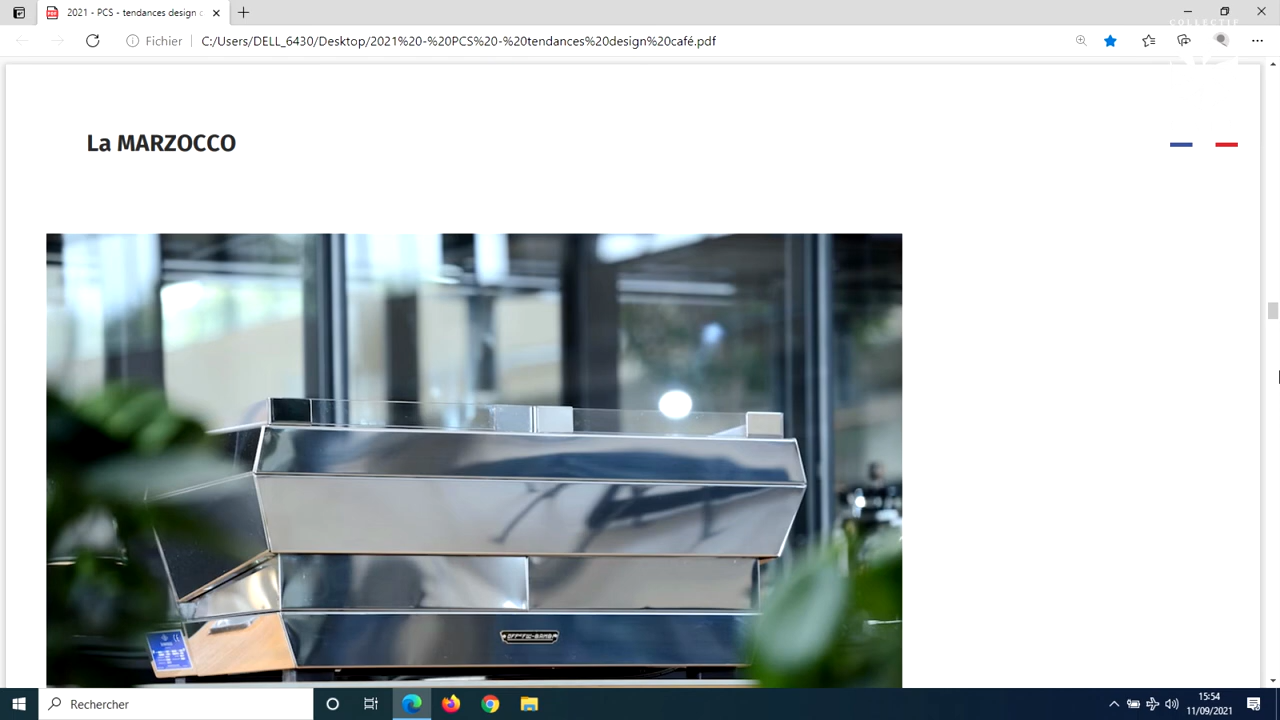 2021 - PCS - tendances design c
COLLECTIF
Fichier
C:/Users/DELL_6430/Desktop/2021%20-%20PCS%20-%20tendances%20design%20café.pdf
La MARZOCCO
Rechercher
15:54
11/09/2021